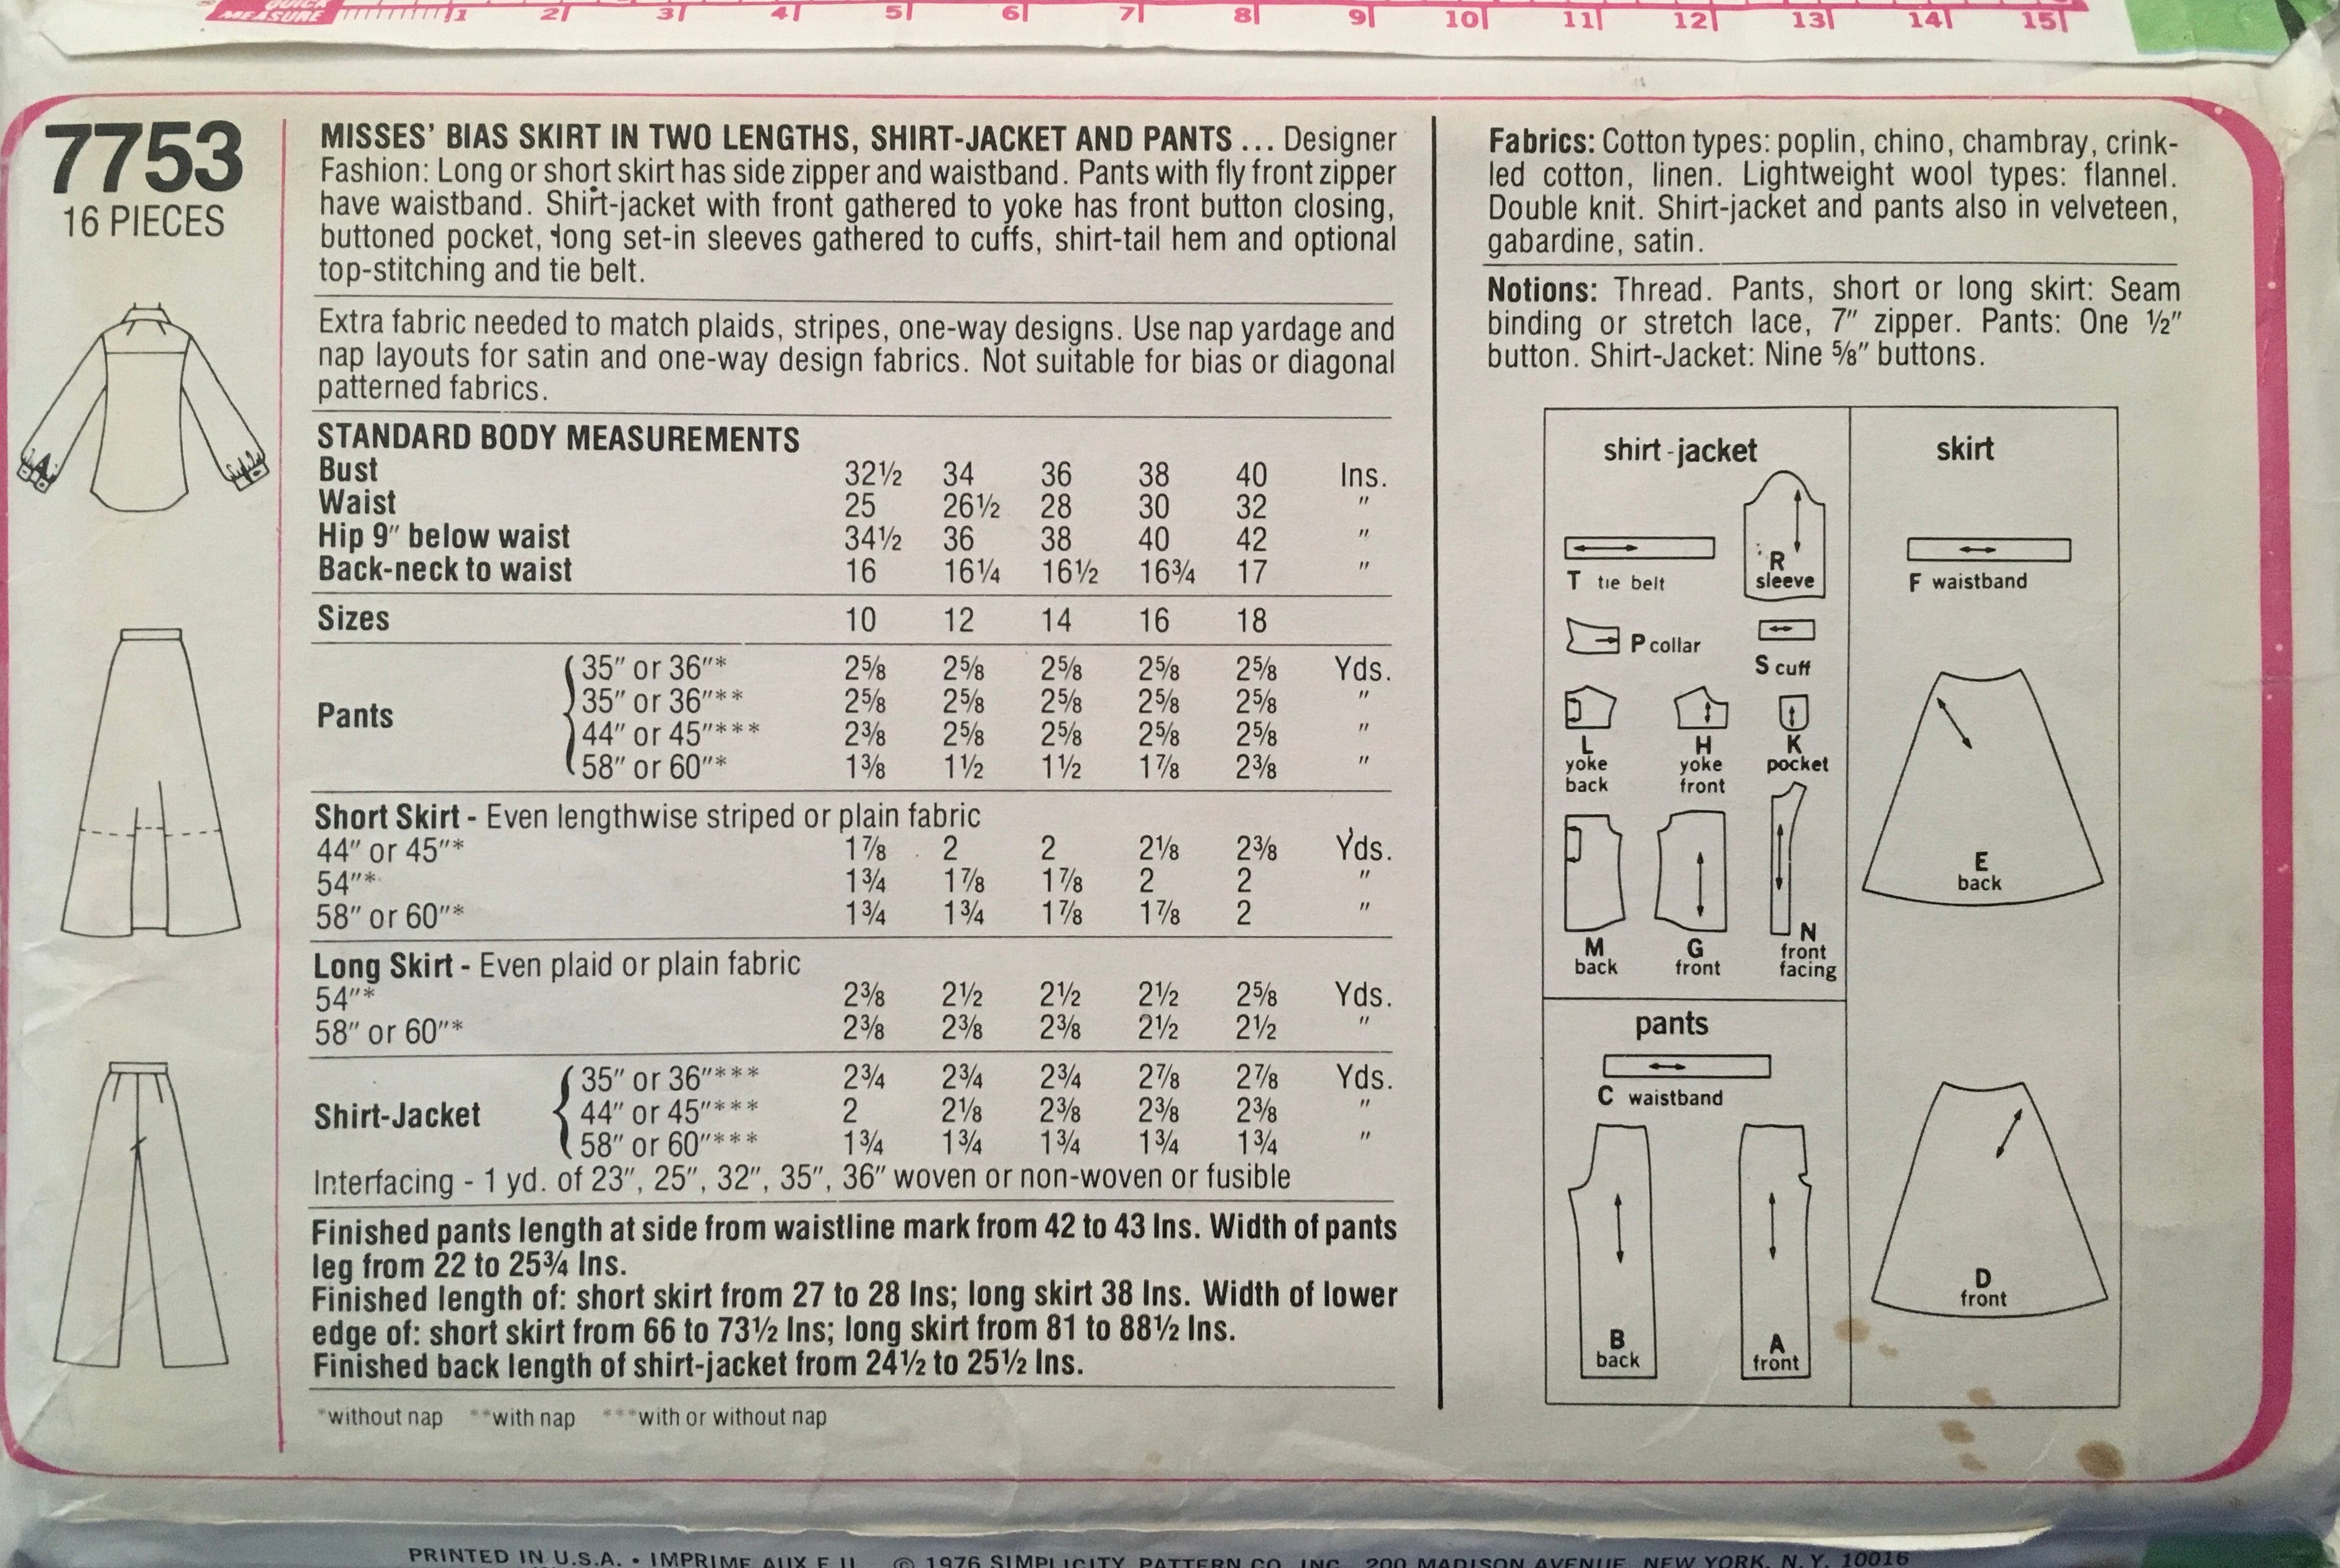 QUICK
MEASURE 1 2 3 4 5 6 7 8 9 10 11 12 13 14 15
7753
16 PIECES
MISSES' BIAS SKIRT IN TWO LENGTHS, SHIRT-JACKET AND PANTS ... Designer
Fashion: Long or short skirt has side zipper and waistband. Pants with fly front zipper
have waistband. Shirt-jacket with front gathered to yoke has front button closing,
buttoned pocket, long set-in sleeves gathered to cuffs, shirt-tail hem and optional
top-stitching and tie belt.
Extra fabric needed to match plaids, stripes, one-way designs. Use nap yardage and
nap layouts for satin and one-way design fabrics. Not suitable for bias or diagonal
patterned fabrics.
STANDARD BODY MEASUREMENTS
Bust 32½ 34 36 38 40 Ins.
Waist 25 26½ 28 30 32 "
Hip 9" below waist 34½ 36 38 40 42 "
Back-neck to waist 16 16¼ 16½ 16¾ 17 "
Sizes 10 12 14 16 18
Pants
35" or 36"* 2⅝ 2⅝ 2⅝ 2⅝ 2⅝ Yds.
35" or 36"** 2⅝ 2⅝ 2⅝ 2⅝ 2⅝ "
44" or 45"*** 2⅜ 2⅝ 2⅝ 2⅝ 2⅝ "
58" or 60"* 1⅜ 1½ 1½ 1⅞ 2⅜ "
Short Skirt - Even lengthwise striped or plain fabric
44" or 45"* 1⅞ 2 2 2⅛ 2⅜ Yds.
54"* 1¾ 1⅞ 1⅞ 2 2 "
58" or 60"* 1¾ 1¾ 1⅞ 1⅞ 2 "
Long Skirt - Even plaid or plain fabric
54"* 2⅜ 2½ 2½ 2½ 2⅝ Yds.
58" or 60"* 2⅜ 2⅜ 2⅜ 2½ 2½ "
Shirt-Jacket
35" or 36"*** 2¾ 2¾ 2¾ 2⅞ 2⅞ Yds.
44" or 45"*** 2 2⅛ 2⅜ 2⅜ 2⅜ "
58" or 60"*** 1¾ 1¾ 1¾ 1¾ 1¾ "
Interfacing - 1 yd. of 23", 25", 32", 35", 36" woven or non-woven or fusible
Finished pants length at side from waistline mark from 42 to 43 Ins. Width of pants
leg from 22 to 25¾ Ins.
Finished length of: short skirt from 27 to 28 Ins; long skirt 38 Ins. Width of lower
edge of: short skirt from 66 to 73½ Ins; long skirt from 81 to 88½ Ins.
Finished back length of shirt-jacket from 24½ to 25½ Ins.
*without nap **with nap ***with or without nap
Fabrics: Cotton types: poplin, chino, chambray, crink-
led cotton, linen. Lightweight wool types: flannel.
Double knit. Shirt-jacket and pants also in velveteen,
gabardine, satin.
Notions: Thread. Pants, short or long skirt: Seam
binding or stretch lace, 7" zipper. Pants: One ½"
button. Shirt-Jacket: Nine ⅝" buttons.
shirt-jacket
R
sleeve
T tie belt
P collar
S cuff
L
yoke
back
H
yoke
front
K
pocket
M
back
G
front
N
front
facing
skirt
F waistband
E
back
D
front
pants
C waistband
B
back
A
front
PRINTED IN U.S.A. • IMPRIME AUX E.U. © 1976 SIMPLICITY PATTERN CO. INC. 200 MADISON AVENUE, NEW YORK, N.Y. 10016